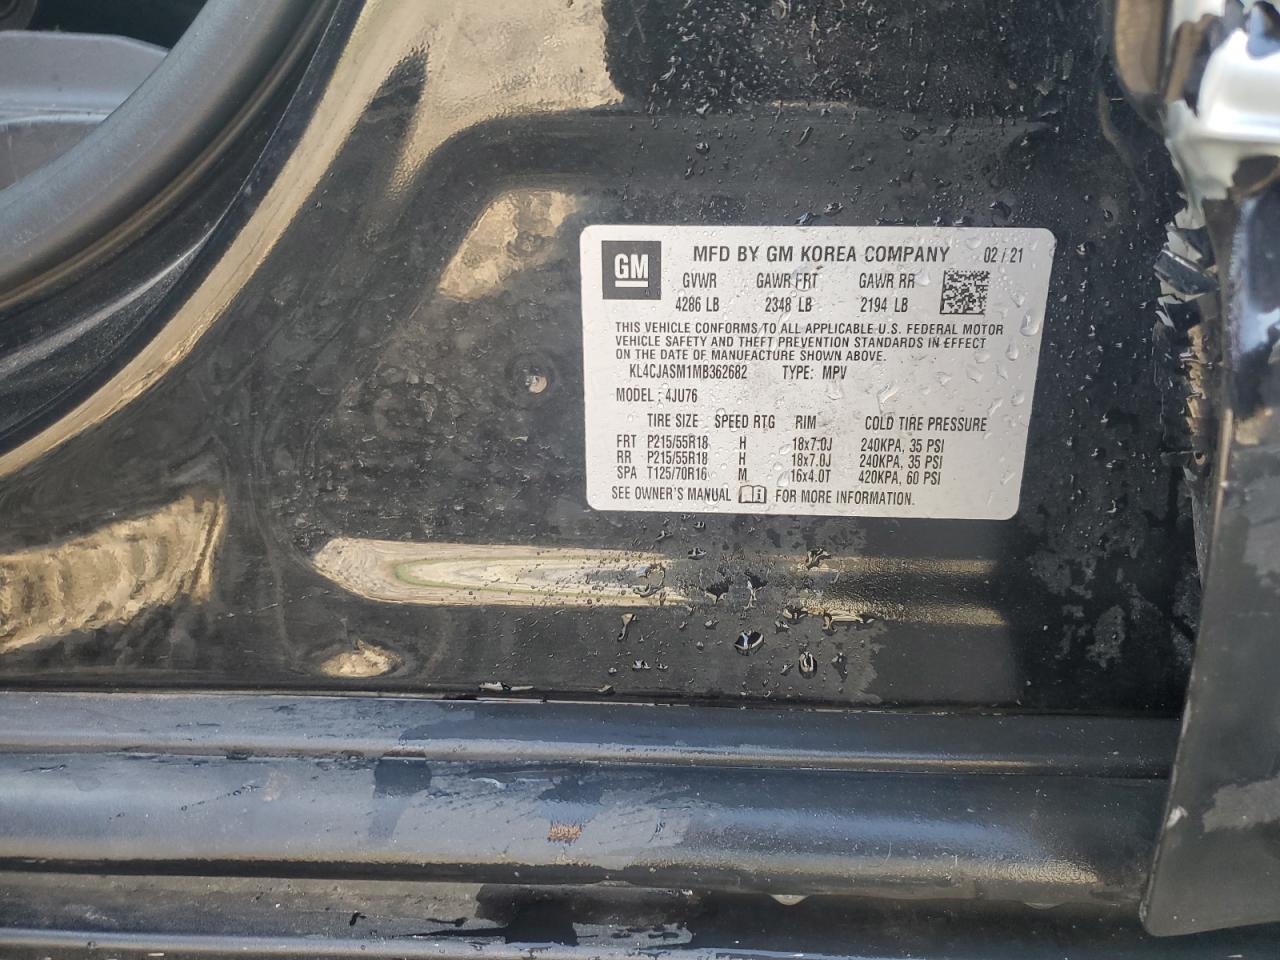 GM
MFD BY GM KOREA COMPANY 02 / 21
GVWR GAWR FRT GAWR RR
4286 LB 2348 LB 2194 LB
THIS VEHICLE CONFORMS TO ALL APPLICABLE U.S. FEDERAL MOTOR
VEHICLE SAFETY AND THEFT PREVENTION STANDARDS IN EFFECT
ON THE DATE OF MANUFACTURE SHOWN ABOVE.
KL4CJASM1MB362682 TYPE: MPV
MODEL : 4JU76
TIRE SIZE SPEED RTG RIM COLD TIRE PRESSURE
FRT P215/55R18 H 18x7.0J 240KPA, 35 PSI
RR P215/55R18 H 18x7.0J 240KPA, 35 PSI
SPA T125/70R16 M 16x4.0T 420KPA, 60 PSI
SEE OWNER'S MANUAL FOR MORE INFORMATION.